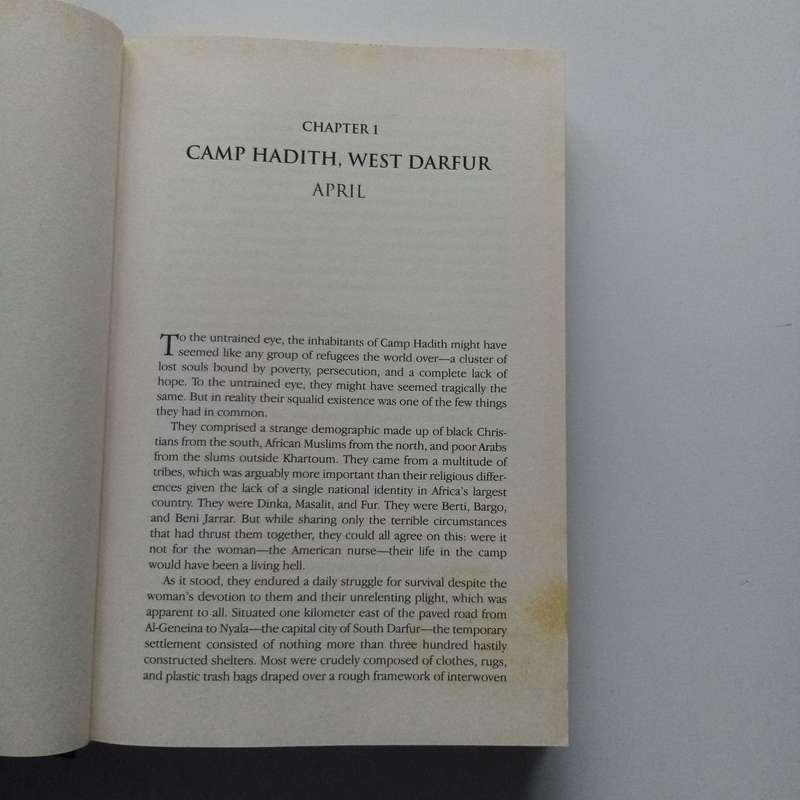 CHAPTER 1
CAMP HADITH, WEST DARFUR
APRIL
To the untrained eye, the inhabitants of Camp Hadith might have
seemed like any group of refugees the world over—a cluster of
lost souls bound by poverty, persecution, and a complete lack of
hope. To the untrained eye, they might have seemed tragically the
same. But in reality their squalid existence was one of the few things
they had in common.
They comprised a strange demographic made up of black Chris-
tians from the south, African Muslims from the north, and poor Arabs
from the slums outside Khartoum. They came from a multitude of
tribes, which was arguably more important than their religious differ-
ences given the lack of a single national identity in Africa's largest
country. They were Dinka, Masalit, and Fur. They were Berti, Bargo,
and Beni Jarrar. But while sharing only the terrible circumstances
that had thrust them together, they could all agree on this: were it
not for the woman—the American nurse—their life in the camp
would have been a living hell.
As it stood, they endured a daily struggle for survival despite the
woman's devotion to them and their unrelenting plight, which was
apparent to all. Situated one kilometer east of the paved road from
Al-Geneina to Nyala—the capital city of South Darfur—the temporary
settlement consisted of nothing more than three hundred hastily
constructed shelters. Most were crudely composed of clothes, rugs,
and plastic trash bags draped over a rough framework of interwoven